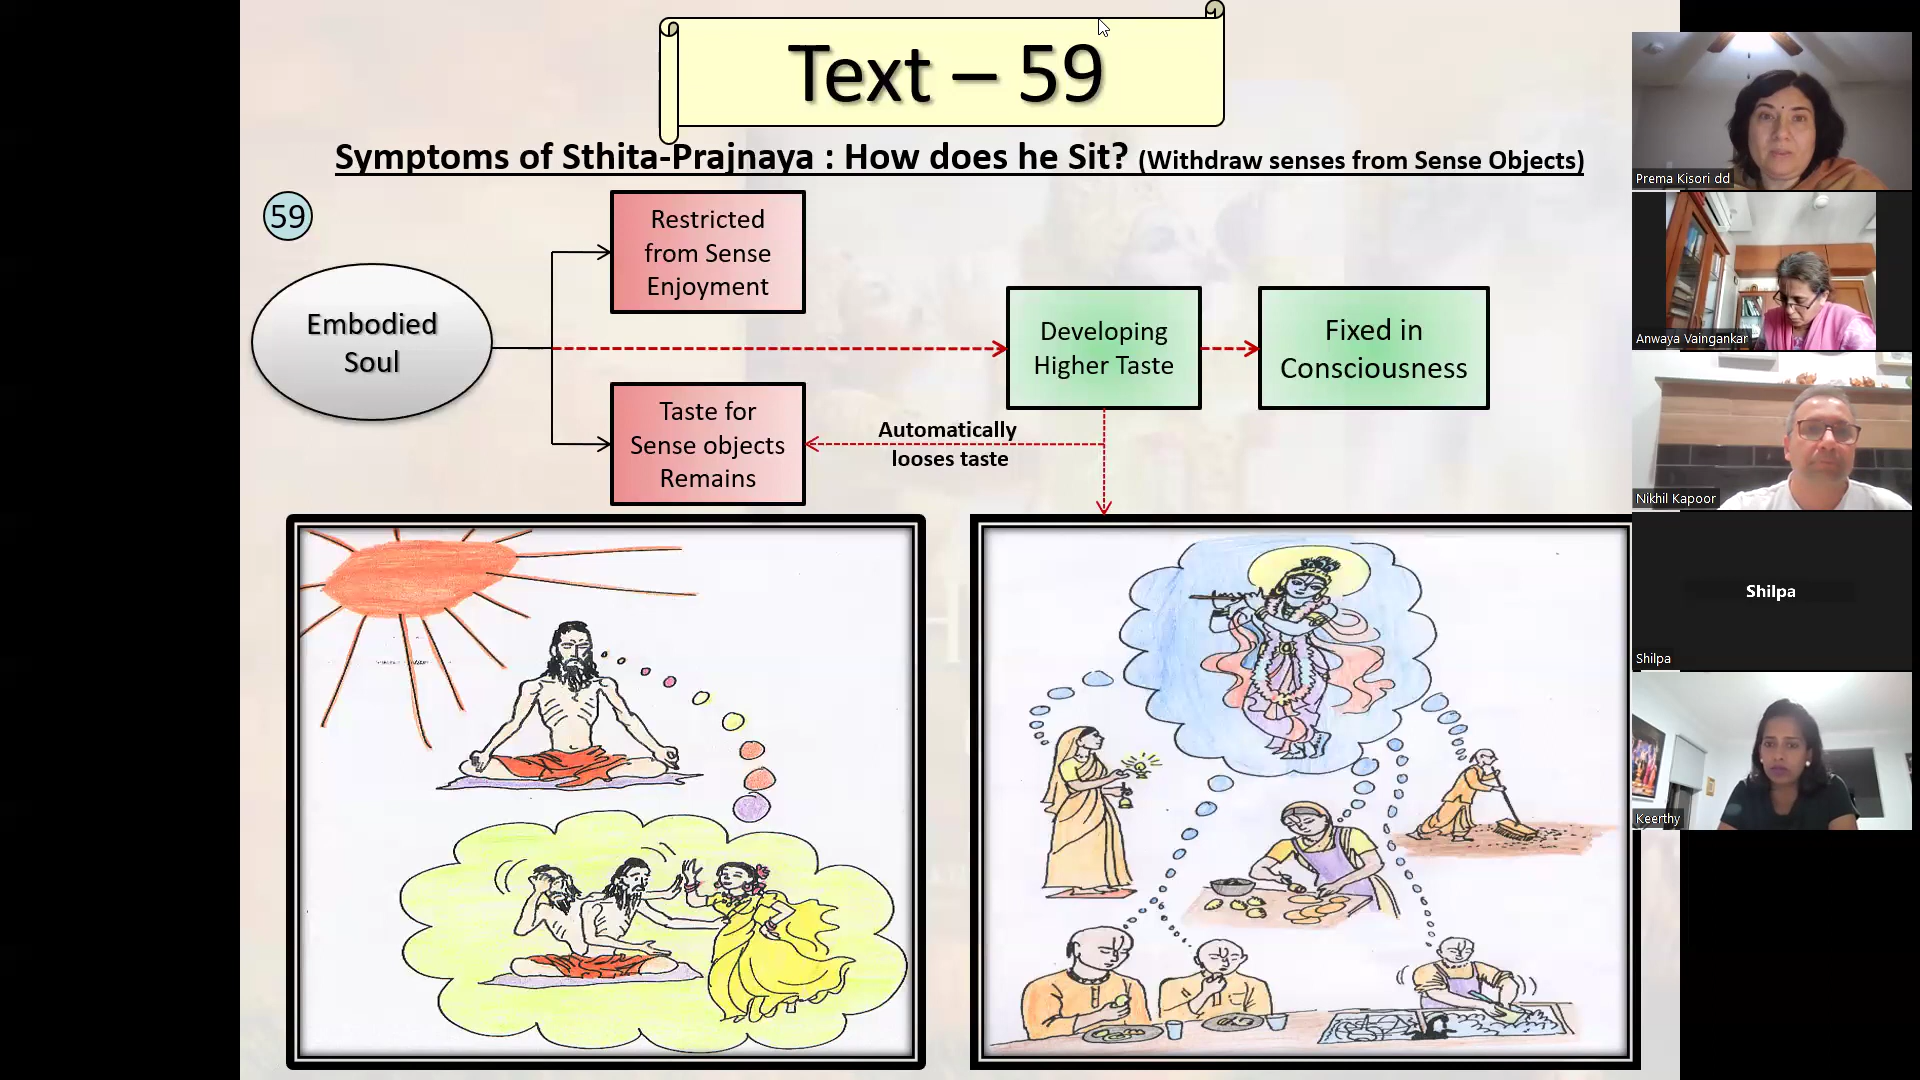 Text – 59
Symptoms of Sthita-Prajnaya : How does he Sit? (Withdraw senses from Sense Objects)
59
Embodied
Soul
Restricted
from Sense
Enjoyment
Taste for
Sense objects
Remains
Developing
Higher Taste
Fixed in
Consciousness
Automatically
looses taste
Prema Kisori dd
Anwaya Vaingankar
Nikhil Kapoor
Shilpa
Shilpa
Keerthy